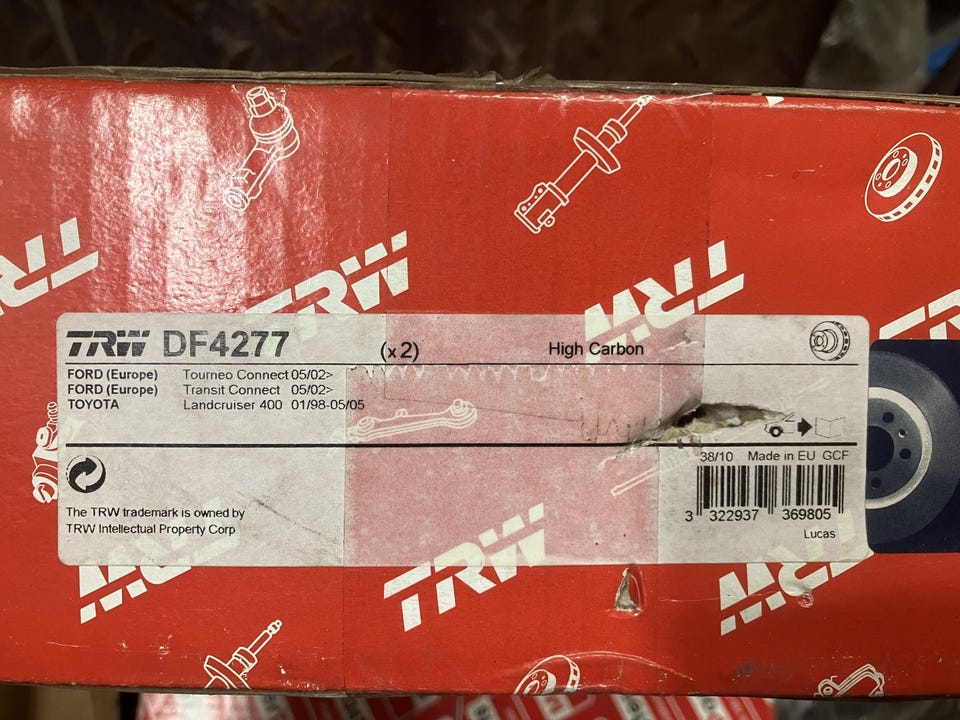 TRW
TRW
TRW
TRW
TRW DF4277 (x2) High Carbon
FORD (Europe) Tourneo Connect 05/02>
FORD (Europe) Transit Connect 05/02>
TOYOTA Landcruiser 400 01/98-05/05
38/10 Made in EU GCF
3 322937 369805
The TRW trademark is owned by
TRW Intellectual Property Corp.
Lucas
TRW
TRW
TRW